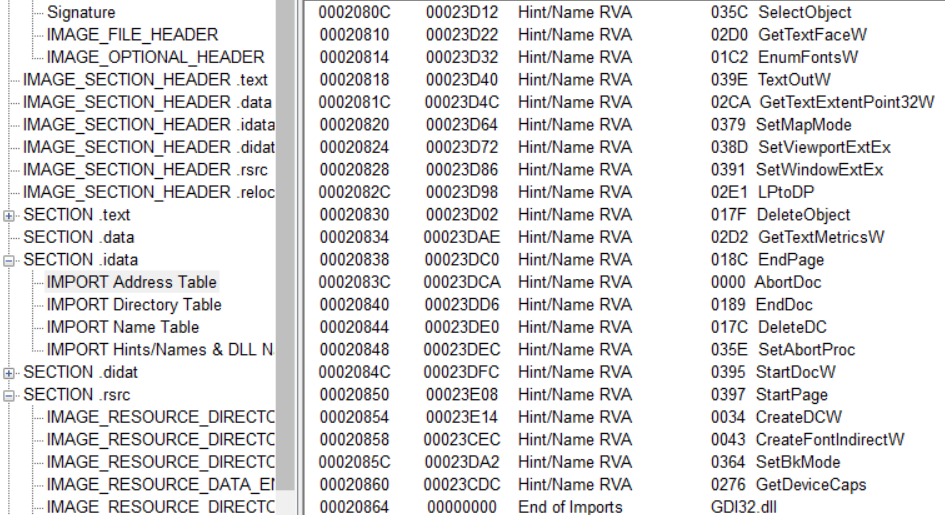 Signature
IMAGE_FILE_HEADER
IMAGE_OPTIONAL_HEADER
IMAGE_SECTION_HEADER .text
IMAGE_SECTION_HEADER .data
IMAGE_SECTION_HEADER .idata
IMAGE_SECTION_HEADER .didat
IMAGE_SECTION_HEADER .rsrc
IMAGE_SECTION_HEADER .reloc
SECTION .text
SECTION .data
SECTION .idata
IMPORT Address Table
IMPORT Directory Table
IMPORT Name Table
IMPORT Hints/Names & DLL N
SECTION .didat
SECTION .rsrc
IMAGE_RESOURCE_DIRECTO
IMAGE_RESOURCE_DIRECTO
IMAGE_RESOURCE_DIRECTO
IMAGE_RESOURCE_DATA_EN
IMAGE_RESOURCE_DIRECTO
0002080C 00023D12 Hint/Name RVA 035C SelectObject
00020810 00023D22 Hint/Name RVA 02D0 GetTextFaceW
00020814 00023D32 Hint/Name RVA 01C2 EnumFontsW
00020818 00023D40 Hint/Name RVA 039E TextOutW
0002081C 00023D4C Hint/Name RVA 02CA GetTextExtentPoint32W
00020820 00023D64 Hint/Name RVA 0379 SetMapMode
00020824 00023D72 Hint/Name RVA 038D SetViewportExtEx
00020828 00023D86 Hint/Name RVA 0391 SetWindowExtEx
0002082C 00023D98 Hint/Name RVA 02E1 LPtoDP
00020830 00023D02 Hint/Name RVA 017F DeleteObject
00020834 00023DAE Hint/Name RVA 02D2 GetTextMetricsW
00020838 00023DC0 Hint/Name RVA 018C EndPage
0002083C 00023DCA Hint/Name RVA 0000 AbortDoc
00020840 00023DD6 Hint/Name RVA 0189 EndDoc
00020844 00023DE0 Hint/Name RVA 017C DeleteDC
00020848 00023DEC Hint/Name RVA 035E SetAbortProc
0002084C 00023DFC Hint/Name RVA 0395 StartDocW
00020850 00023E08 Hint/Name RVA 0397 StartPage
00020854 00023E14 Hint/Name RVA 0034 CreateDCW
00020858 00023CEC Hint/Name RVA 0043 CreateFontIndirectW
0002085C 00023DA2 Hint/Name RVA 0364 SetBkMode
00020860 00023CDC Hint/Name RVA 0276 GetDeviceCaps
00020864 00000000 End of Imports GDI32.dll